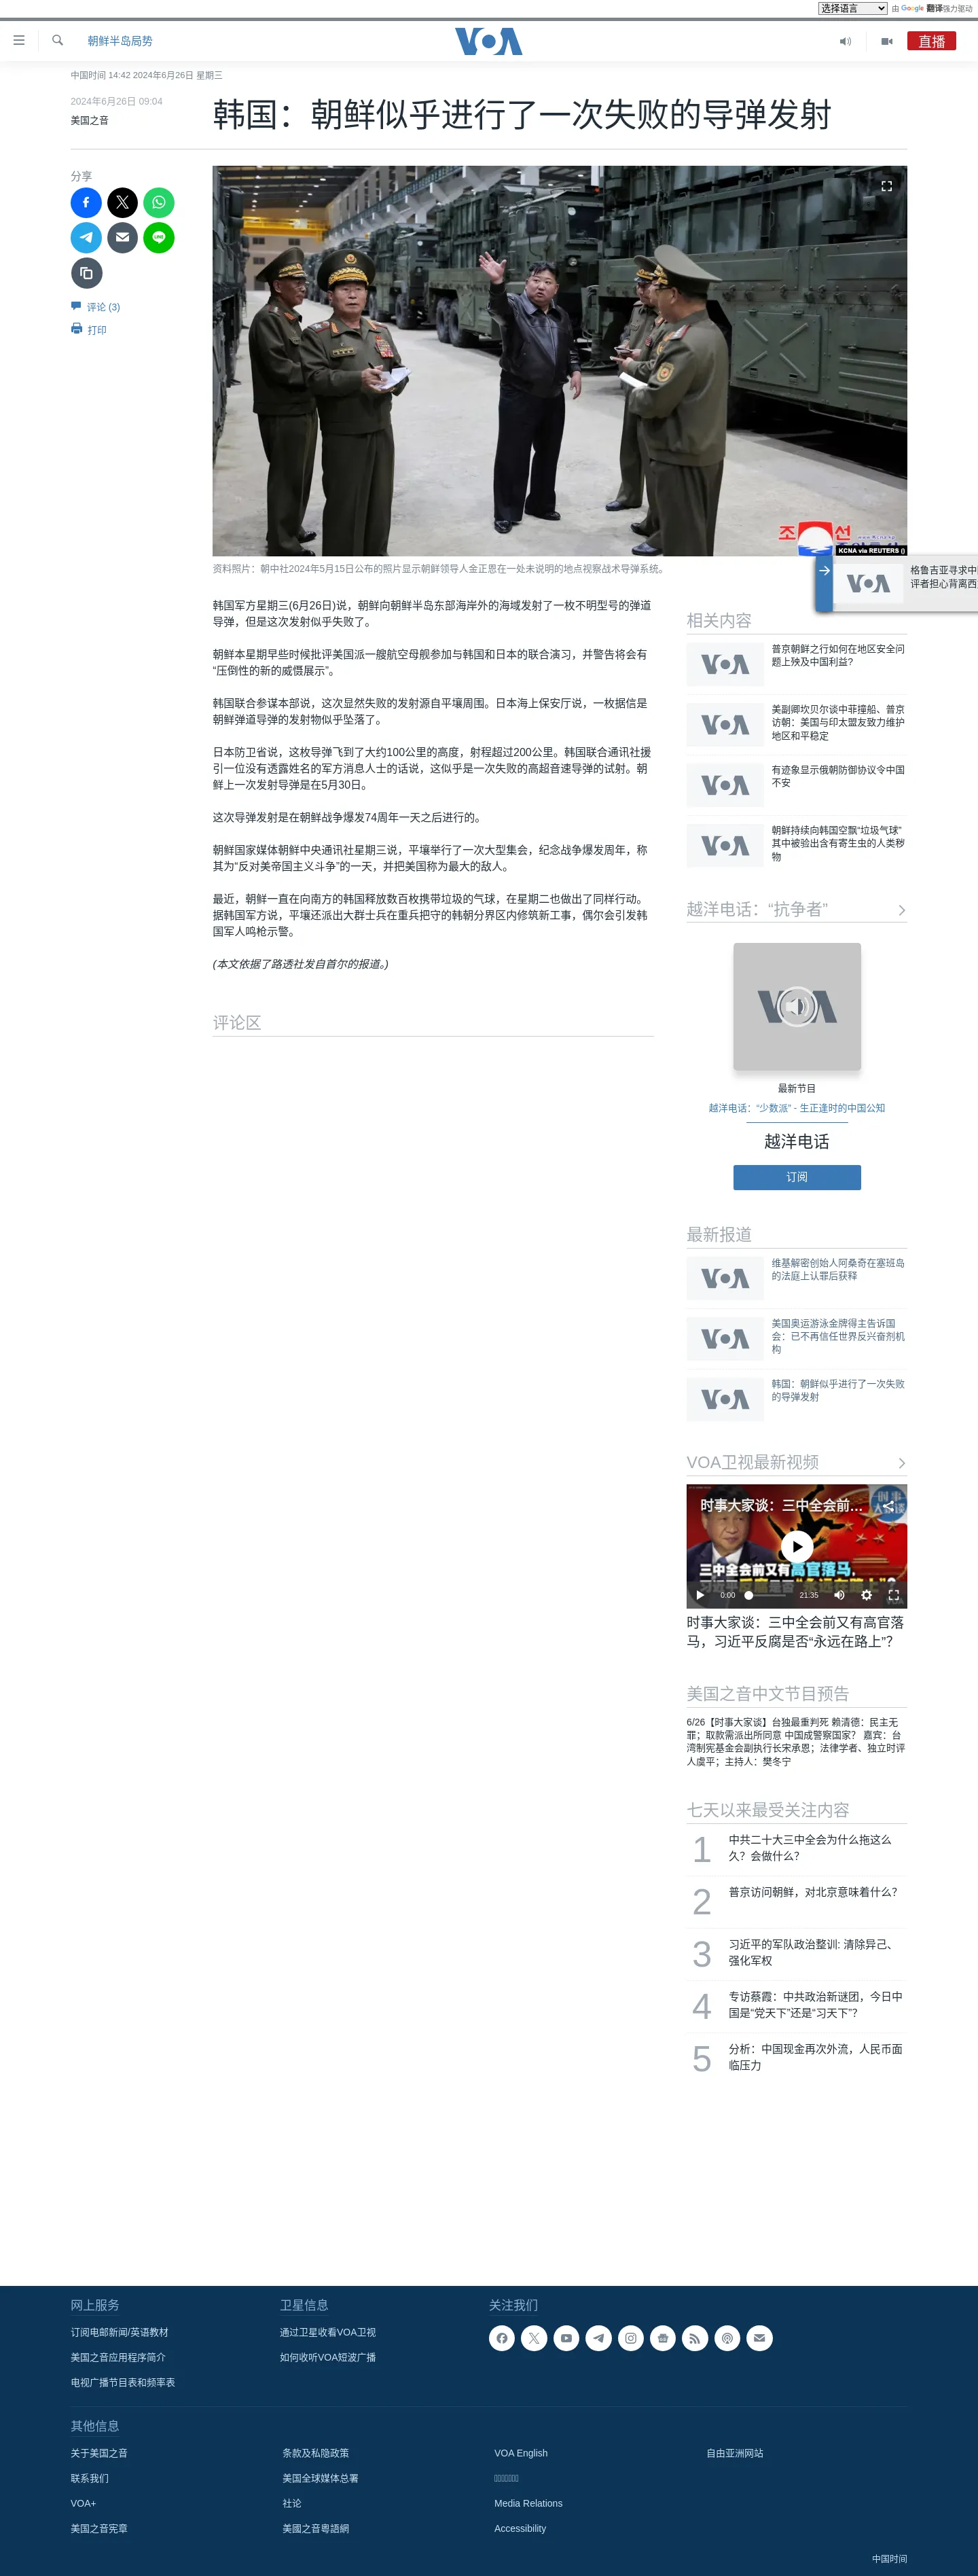 选择语言 由 Google 翻译强力驱动
朝鲜半岛局势
VOA
直播
中国时间 14:42 2024年6月26日 星期三
2024年6月26日 09:04
美国之音
韩国：朝鲜似乎进行了一次失败的导弹发射
分享
评论 (3)
打印
조 선
KCNA via REUTERS ()
资料照片：朝中社2024年5月15日公布的照片显示朝鲜领导人金正恩在一处未说明的地点视察战术导弹系统。
VOA
格鲁吉亚寻求中
评者担心背离西
韩国军方星期三(6月26日)说，朝鲜向朝鲜半岛东部海岸外的海域发射了一枚不明型号的弹道
导弹，但是这次发射似乎失败了。
朝鲜本星期早些时候批评美国派一艘航空母舰参加与韩国和日本的联合演习，并警告将会有
“压倒性的新的威慑展示”。
韩国联合参谋本部说，这次显然失败的发射源自平壤周围。日本海上保安厅说，一枚据信是
朝鲜弹道导弹的发射物似乎坠落了。
日本防卫省说，这枚导弹飞到了大约100公里的高度，射程超过200公里。韩国联合通讯社援
引一位没有透露姓名的军方消息人士的话说，这似乎是一次失败的高超音速导弹的试射。朝
鲜上一次发射导弹是在5月30日。
这次导弹发射是在朝鲜战争爆发74周年一天之后进行的。
朝鲜国家媒体朝鲜中央通讯社星期三说，平壤举行了一次大型集会，纪念战争爆发周年，称
其为“反对美帝国主义斗争”的一天，并把美国称为最大的敌人。
最近，朝鲜一直在向南方的韩国释放数百枚携带垃圾的气球，在星期二也做出了同样行动。
据韩国军方说，平壤还派出大群士兵在重兵把守的韩朝分界区内修筑新工事，偶尔会引发韩
国军人鸣枪示警。
(本文依据了路透社发自首尔的报道。)
评论区
相关内容
VOA
普京朝鲜之行如何在地区安全问
题上殃及中国利益?
VOA
美副卿坎贝尔谈中菲撞船、普京
访朝：美国与印太盟友致力维护
地区和平稳定
VOA
有迹象显示俄朝防御协议令中国
不安
VOA
朝鲜持续向韩国空飘“垃圾气球”
其中被验出含有寄生虫的人类秽
物
越洋电话：“抗争者”
VOA
最新节目
越洋电话：“少数派” - 生正逢时的中国公知
越洋电话
订阅
最新报道
VOA
维基解密创始人阿桑奇在塞班岛
的法庭上认罪后获释
VOA
美国奥运游泳金牌得主告诉国
会：已不再信任世界反兴奋剂机
构
VOA
韩国：朝鲜似乎进行了一次失败
的导弹发射
VOA卫视最新视频
时事大家谈：三中全会前...
时事大家谈
三中全会前又有高官落马，
习近平反腐是否“永远在路上”？
0:00
21:35
时事大家谈：三中全会前又有高官落
马，习近平反腐是否“永远在路上”？
美国之音中文节目预告
6/26【时事大家谈】台独最重判死 赖清德：民主无
罪；取款需派出所同意 中国成警察国家？ 嘉宾：台
湾制宪基金会副执行长宋承恩；法律学者、独立时评
人虞平；主持人：樊冬宁
七天以来最受关注内容
1
中共二十大三中全会为什么拖这么
久？会做什么？
2
普京访问朝鲜，对北京意味着什么？
3
习近平的军队政治整训: 清除异己、
强化军权
4
专访蔡霞：中共政治新谜团，今日中
国是“党天下”还是“习天下”？
5
分析：中国现金再次外流，人民币面
临压力
网上服务
订阅电邮新闻/英语教材
美国之音应用程序简介
电视广播节目表和频率表
卫星信息
通过卫星收看VOA卫视
如何收听VOA短波广播
关注我们
其他信息
关于美国之音
联系我们
VOA+
美国之音宪章
条款及私隐政策
美国全球媒体总署
社论
美國之音粵語網
VOA English
Media Relations
Accessibility
自由亚洲网站
中国时间